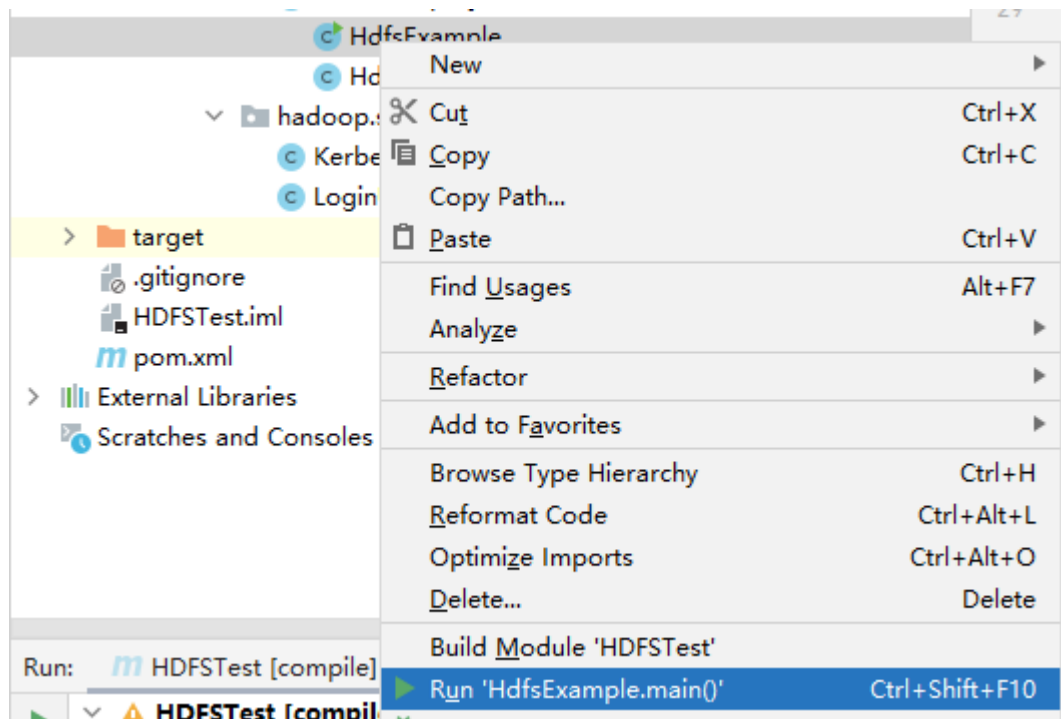 29
HdfsExample
New
Hd
Cut Ctrl+X
hadoop.s
Copy Ctrl+C
Kerbe
Copy Path...
Login
Paste Ctrl+V
target
Find Usages Alt+F7
.gitignore
Analyze
HDFSTest.iml
pom.xml
Refactor
External Libraries
Add to Favorites
Scratches and Consoles
Browse Type Hierarchy Ctrl+H
Reformat Code Ctrl+Alt+L
Optimize Imports Ctrl+Alt+O
Delete... Delete
Build Module 'HDFSTest'
Run: HDFSTest [compile]
Run 'HdfsExample.main()' Ctrl+Shift+F10
HDFSTest [compil